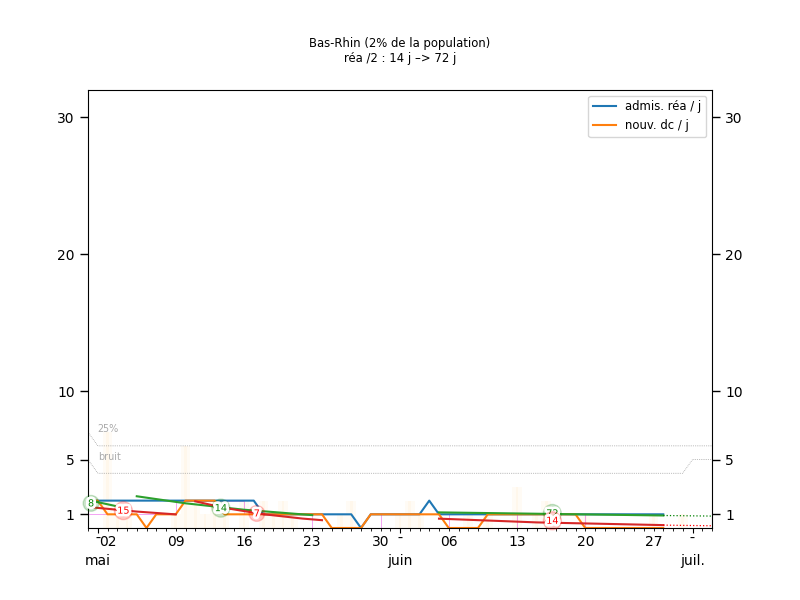 Bas-Rhin (2% de la population)
réa /2 : 14 j –> 72 j
admis. réa / j
nouv. dc / j
30 30
20 20
10 10
25%
bruit
5 5
8 15 14 7 72 14
1 1
02 09 16 23 30 06 13 20 27
mai juin juil.